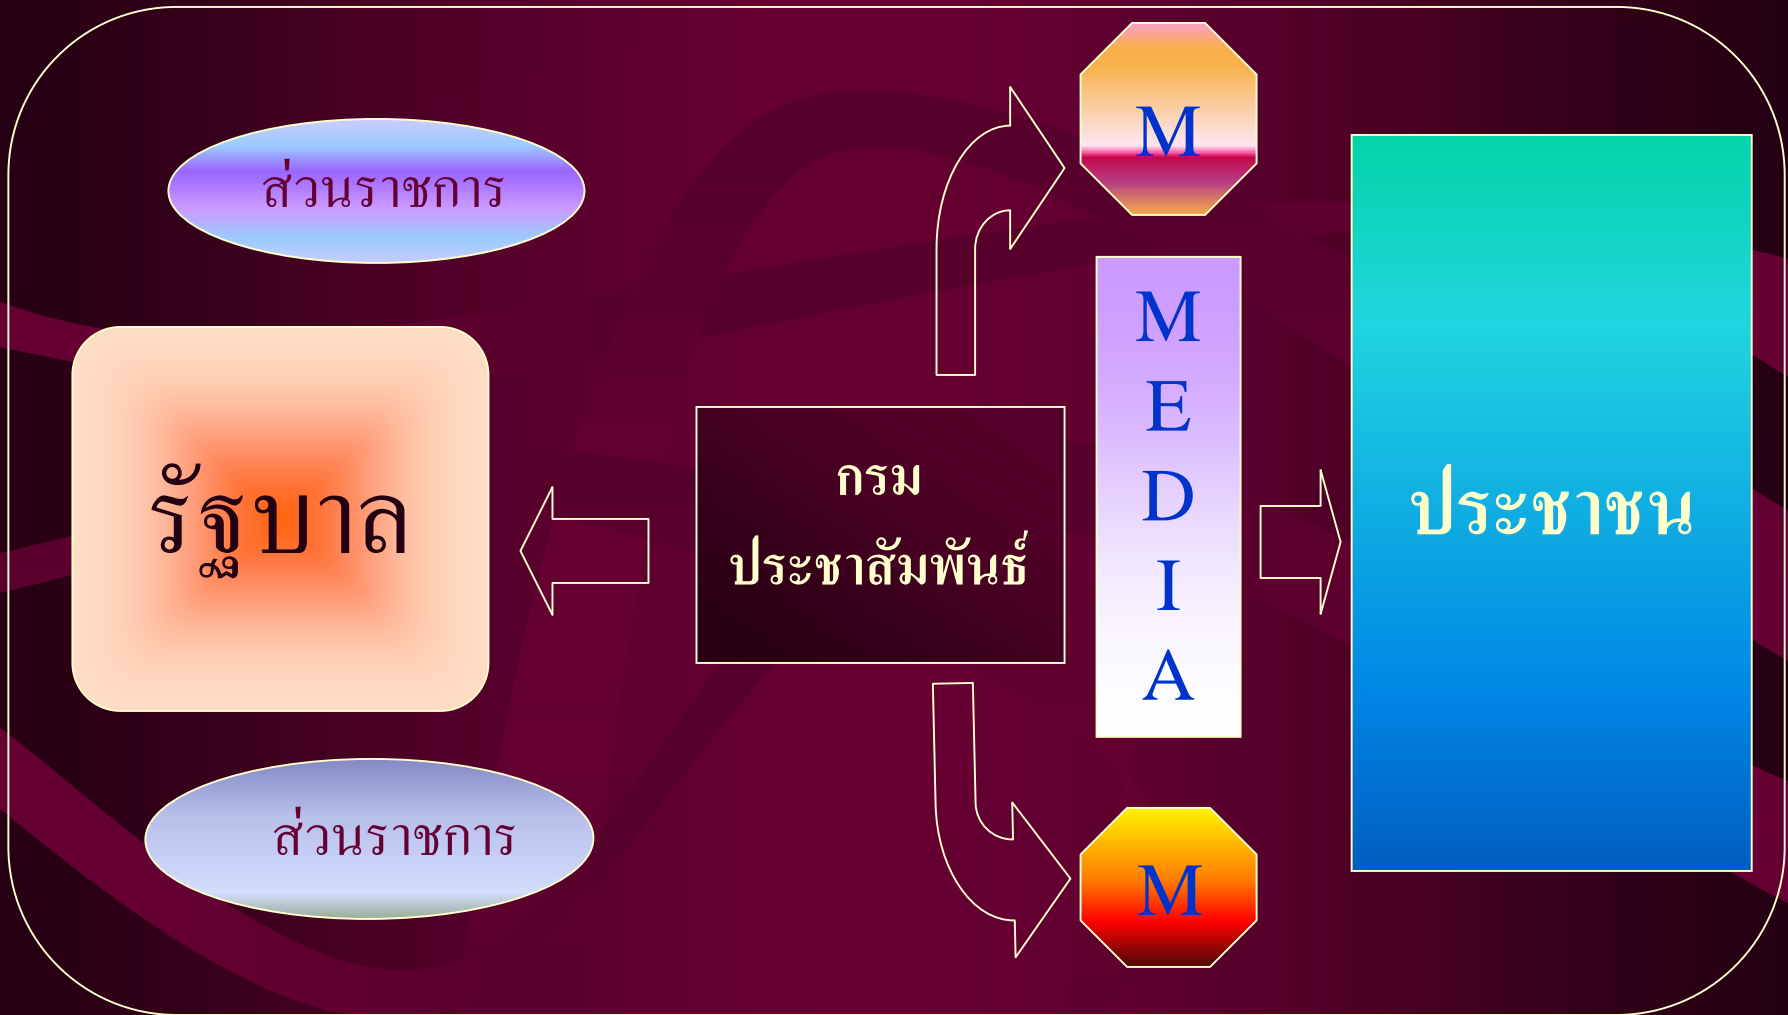 M
ส่วนราชการ
M
E
D
I
A
รัฐบาล
กรม
ประชาสัมพันธ์
ประชาชน
ส่วนราชการ
M